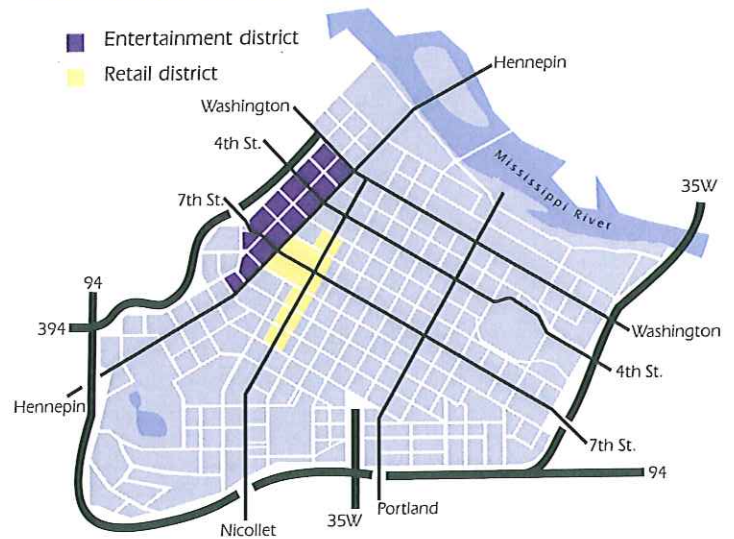 Entertainment district
Retail district
Hennepin
Washington
4th St.
7th St.
Mississippi River
35W
94
394
Washington
4th St.
Hennepin
7th St.
94
35W
Portland
Nicollet